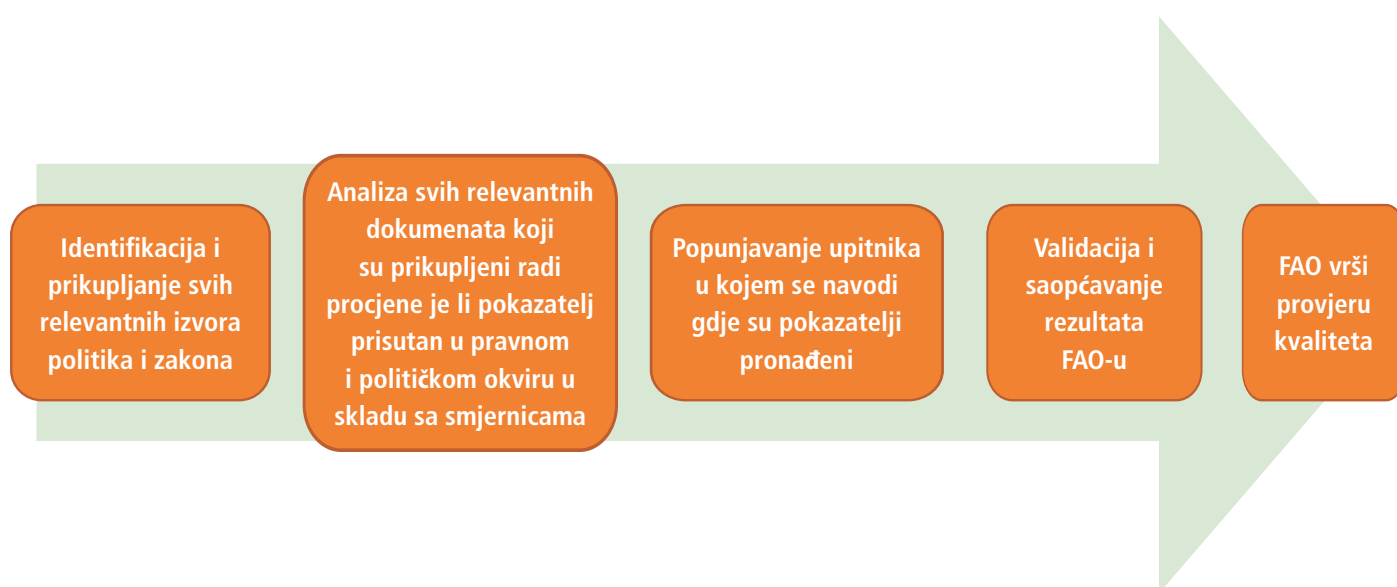 Identifikacija i
prikupljanje svih
relevantnih izvora
politika i zakona
Analiza svih relevantnih
dokumenata koji
su prikupljeni radi
procjene je li pokazatelj
prisutan u pravnom
i političkom okviru u
skladu sa smjernicama
Popunjavanje upitnika
u kojem se navodi
gdje su pokazatelji
pronađeni
Validacija i
saopćavanje
rezultata
FAO-u
FAO vrši
provjeru
kvaliteta